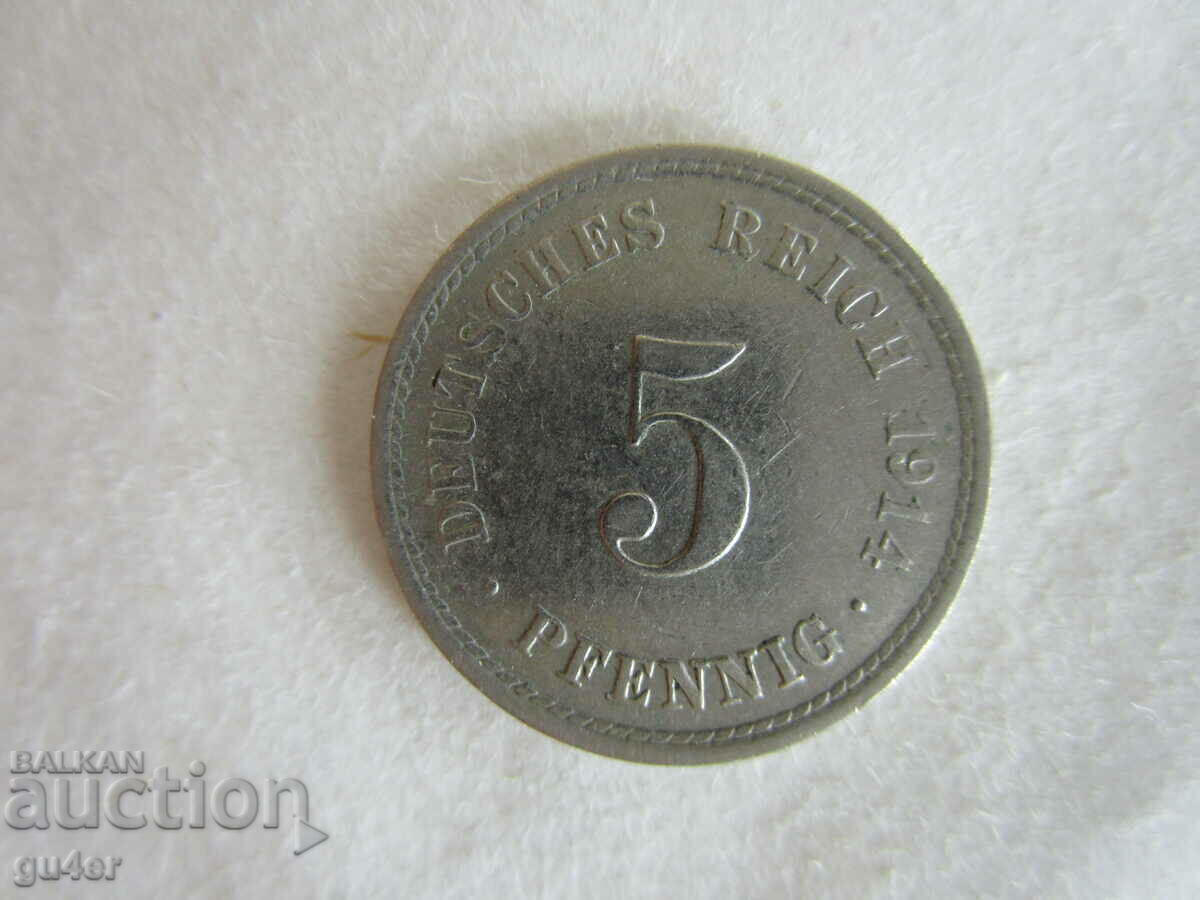 DEUTSCHES REICH 1914
5
· PFENNIG ·
BALKAN
auction
gu4er